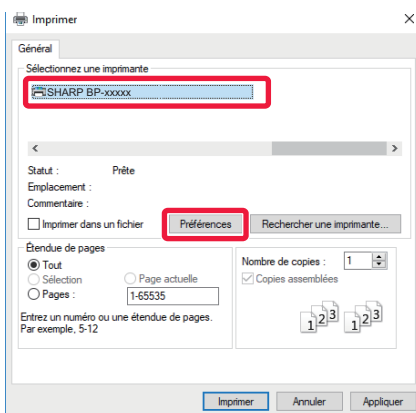 Imprimer
Général
Sélectionnez une imprimante
SHARP BP-xxxxx
Statut : Prête
Emplacement :
Commentaire :
Imprimer dans un fichier Préférences Rechercher une imprimante...
Étendue de pages
Tout
Sélection Page actuelle
Pages : 1-65535
Entrez un numéro ou une étendue de pages.
Par exemple, 5-12
Nombre de copies : 1
Copies assemblées
1 2 3 1 2 3
Imprimer Annuler Appliquer